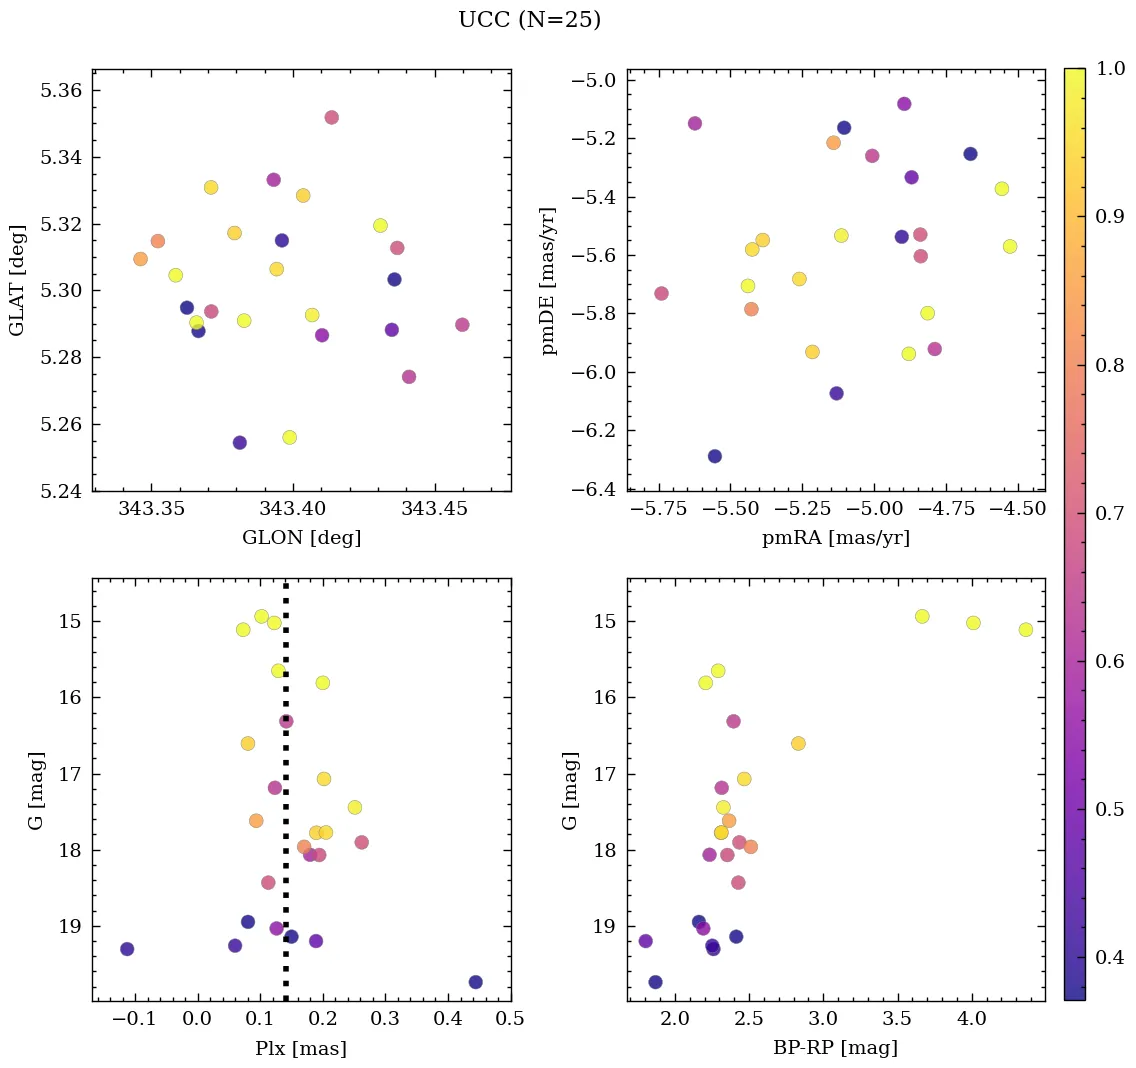 UCC (N=25)
5.36
5.34
5.32
5.30
5.28
5.26
5.24
GLAT [deg]
343.35 343.40 343.45
GLON [deg]
−5.0
−5.2
−5.4
−5.6
−5.8
−6.0
−6.2
−6.4
pmDE [mas/yr]
−5.75 −5.50 −5.25 −5.00 −4.75 −4.50
pmRA [mas/yr]
15
16
17
18
19
G [mag]
−0.1 0.0 0.1 0.2 0.3 0.4 0.5
Plx [mas]
15
16
17
18
19
G [mag]
2.0 2.5 3.0 3.5 4.0
BP-RP [mag]
1.0
0.9
0.8
0.7
0.6
0.5
0.4